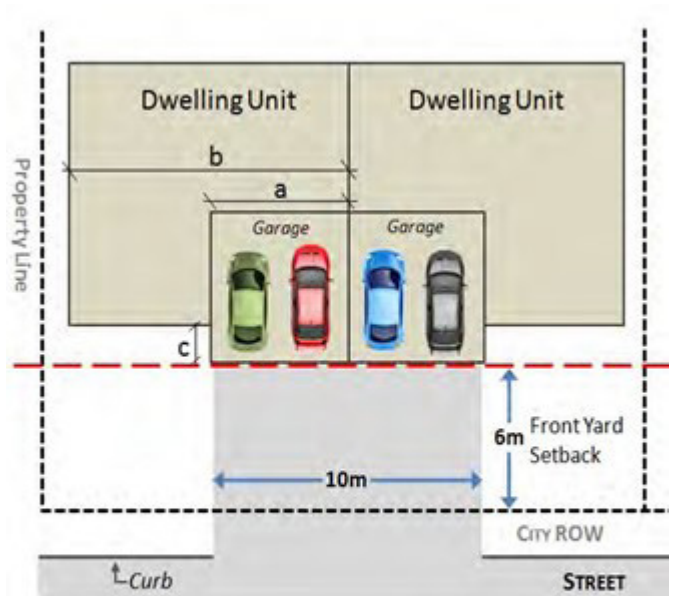 Dwelling Unit
Dwelling Unit
Property Line
b
a
Garage
Garage
c
6m
Front Yard
Setback
10m
CITY ROW
Curb
STREET